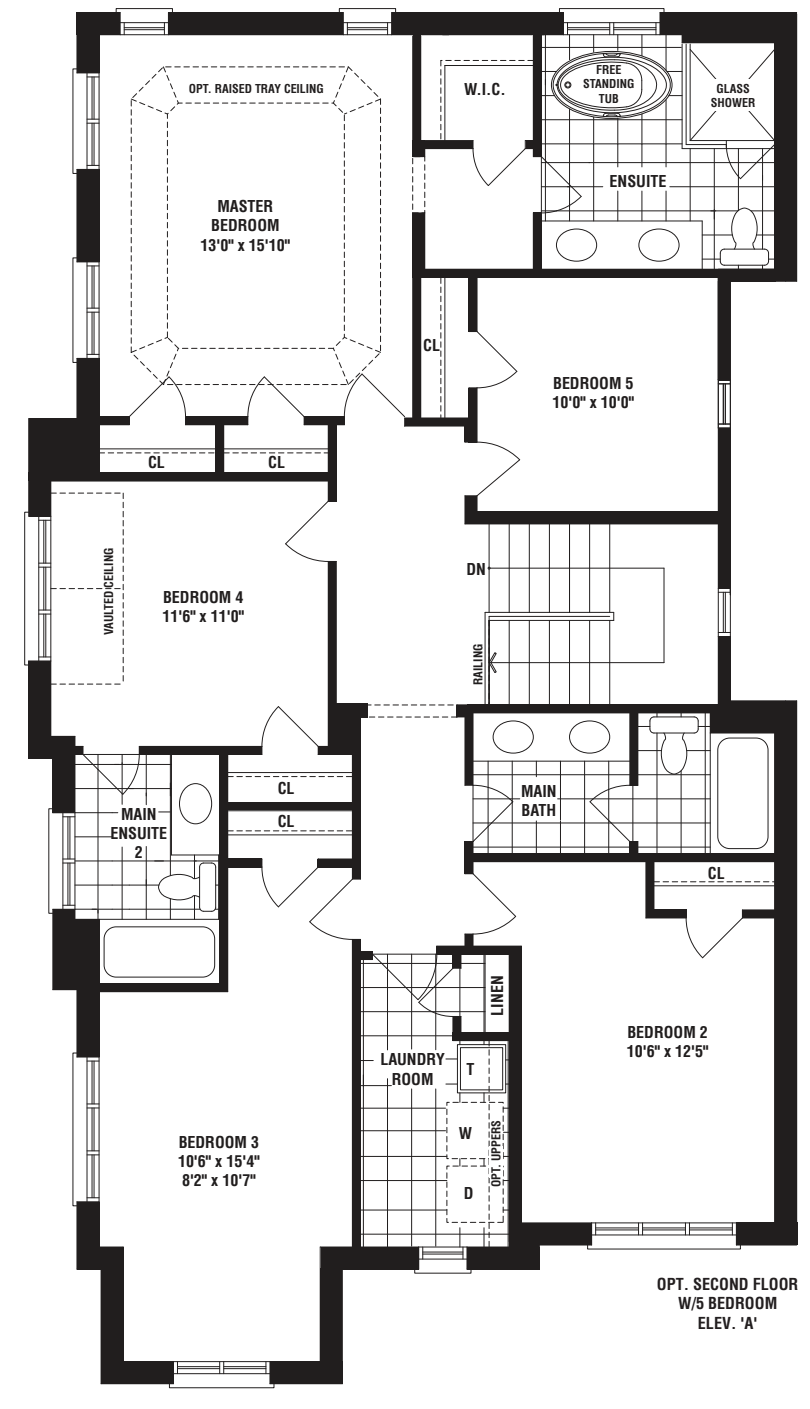 OPT. RAISED TRAY CEILING
W.I.C.
FREE
STANDING
TUB
GLASS
SHOWER
ENSUITE
MASTER
BEDROOM
13'0" x 15'10"
CL
BEDROOM 5
10'0" x 10'0"
CL
CL
VAULTED CEILING
BEDROOM 4
11'6" x 11'0"
DN
RAILING
MAIN
ENSUITE
2
CL
CL
MAIN
BATH
CL
LINEN
BEDROOM 2
10'6" x 12'5"
LAUNDRY
ROOM
T
W
D
OPT. UPPERS
BEDROOM 3
10'6" x 15'4"
8'2" x 10'7"
OPT. SECOND FLOOR
W/5 BEDROOM
ELEV. 'A'